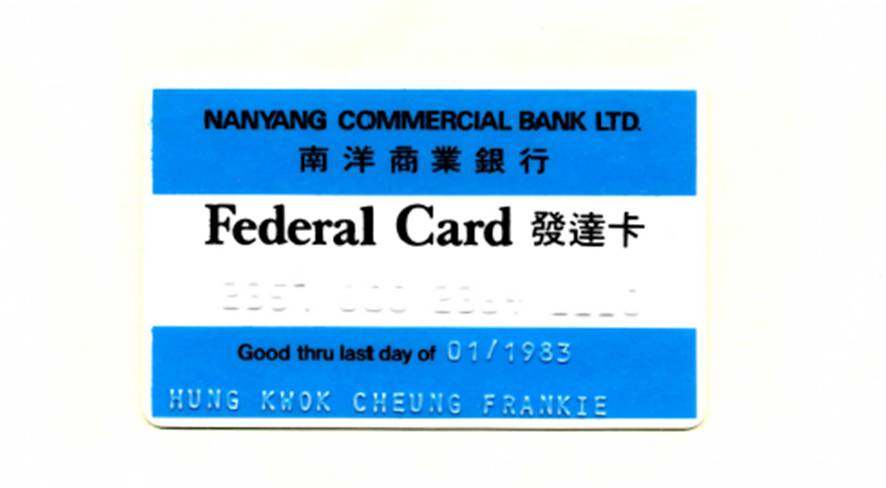 NANYANG COMMERCIAL BANK LTD.
南洋商業銀行
Federal Card 發達卡
Good thru last day of 01/1983
HUNG KWOK CHEUNG FRANKIE